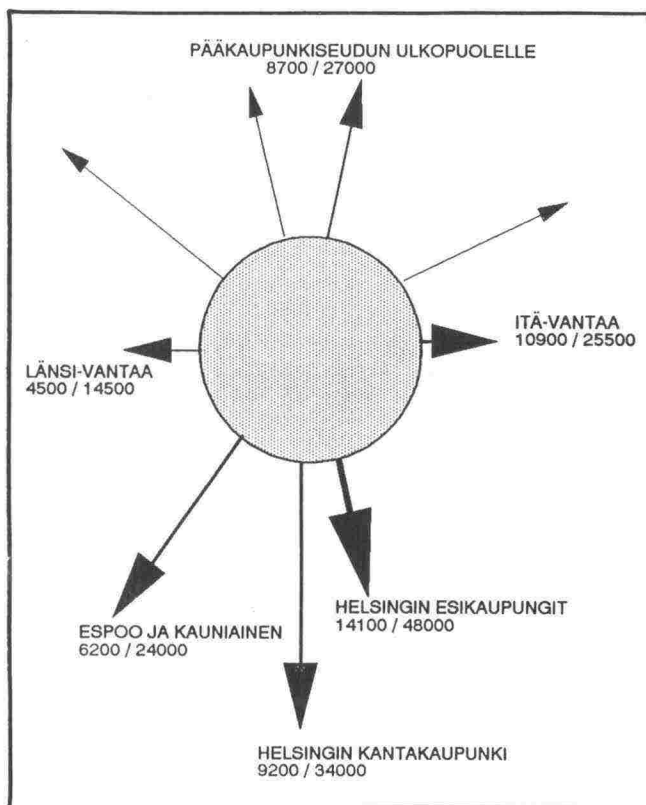 PÄÄKAUPUNKISEUDUN ULKOPUOLELLE
8700 / 27000
ITÄ-VANTAA
10900 / 25500
LÄNSI-VANTAA
4500 / 14500
HELSINGIN ESIKAUPUNGIT
14100 / 48000
ESPOO JA KAUNIAINEN
6200 / 24000
HELSINGIN KANTAKAUPUNKI
9200 / 34000